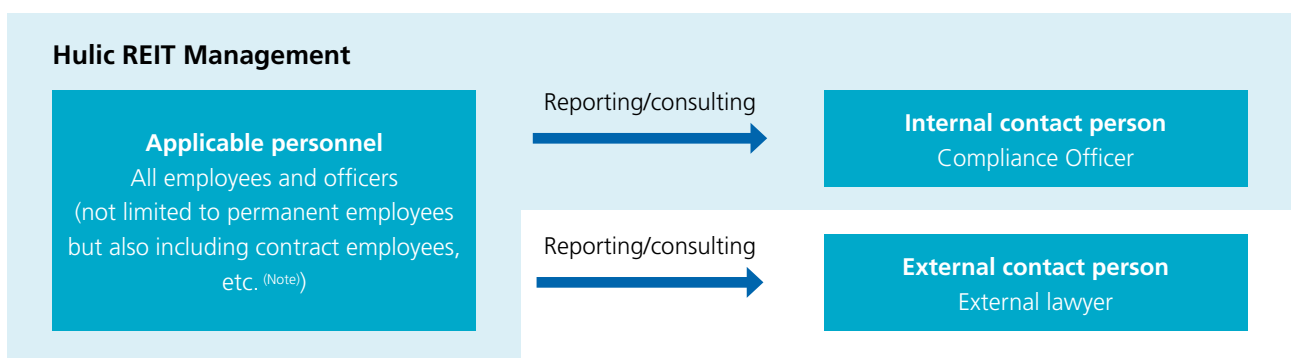 Hulic REIT Management
Applicable personnel
All employees and officers
(not limited to permanent employees
but also including contract employees,
etc. (Note))
Reporting/consulting
Internal contact person
Compliance Officer
Reporting/consulting
External contact person
External lawyer